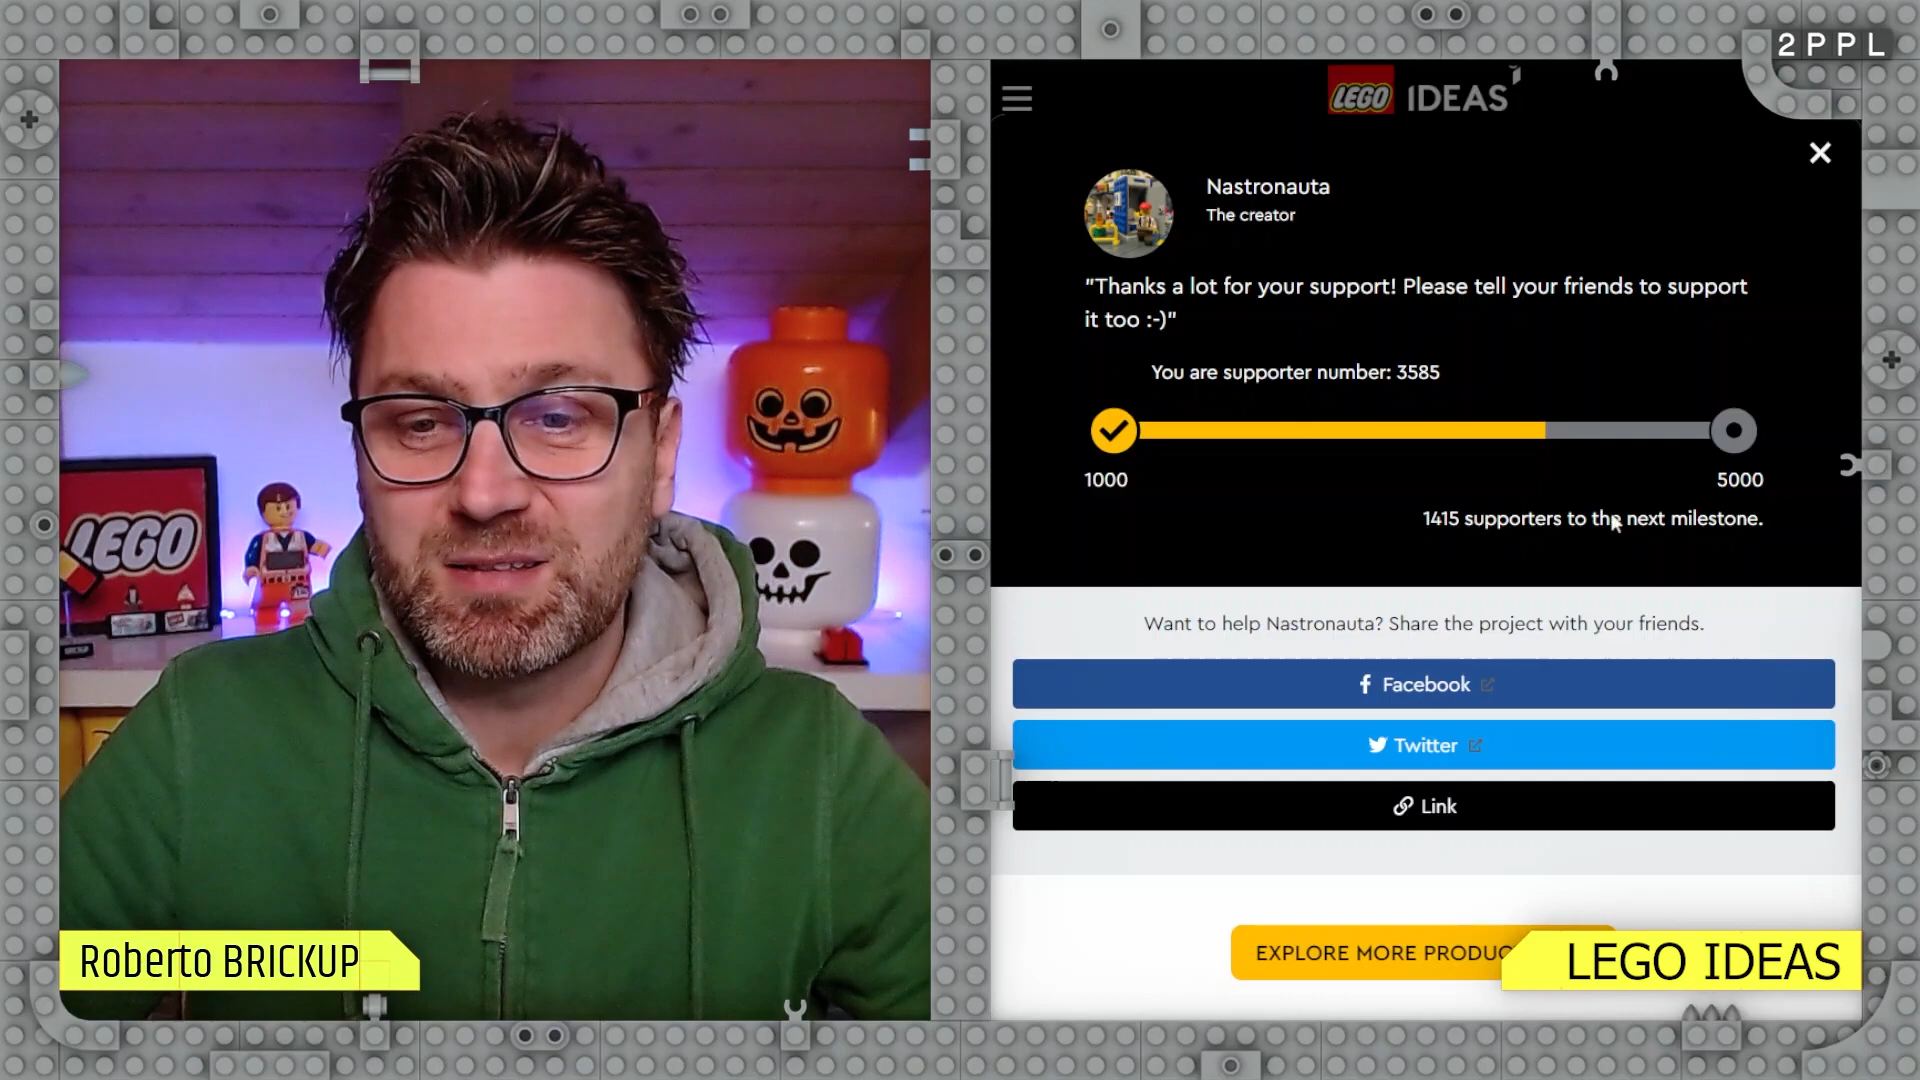 2PPL
LEGO IDEAS
Nastronauta
The creator
"Thanks a lot for your support! Please tell your friends to support
it too :-)"
You are supporter number: 3585
1000
5000
1415 supporters to the next milestone.
Want to help Nastronauta? Share the project with your friends.
Facebook
Twitter
Link
EXPLORE MORE PRODUC
LEGO
Roberto BRICKUP
LEGO IDEAS